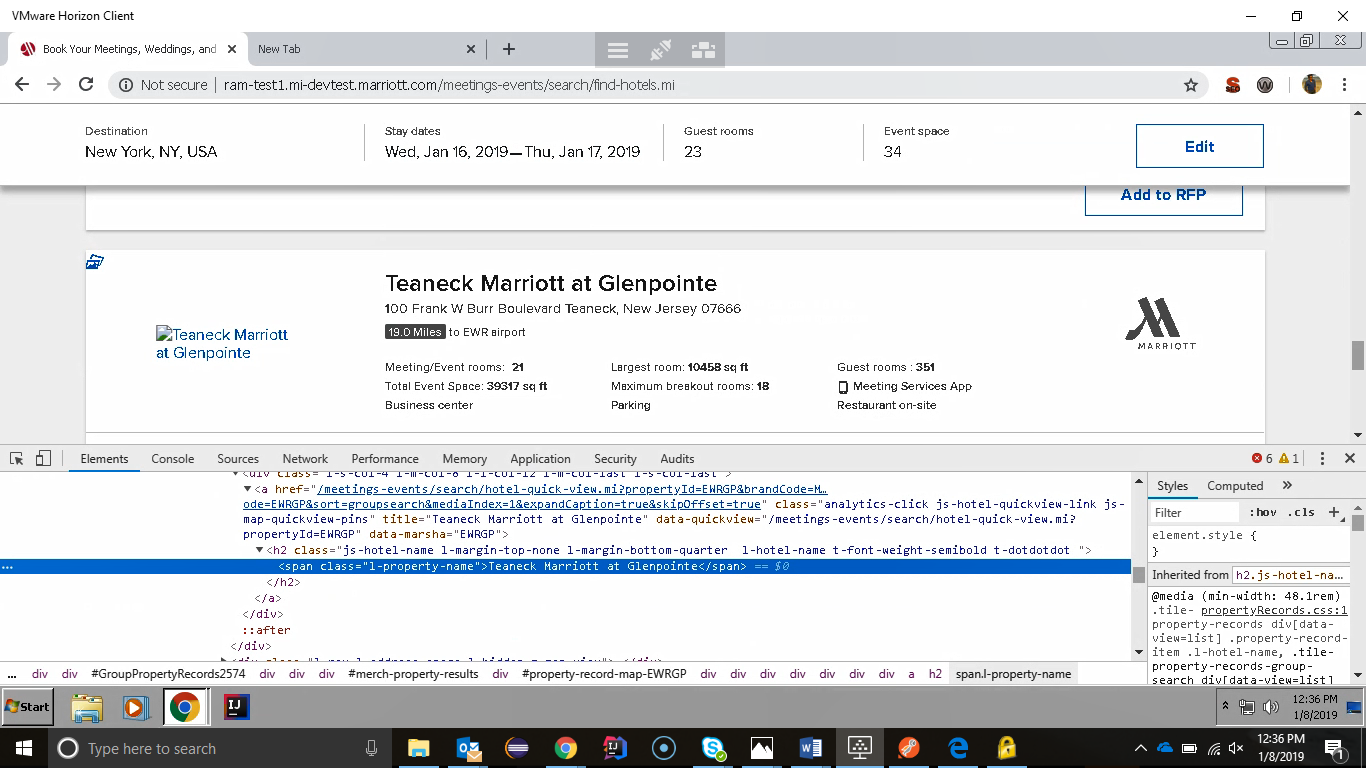 VMware Horizon Client
Book Your Meetings, Weddings, and
New Tab
Not secure
ram-test1.mi-devtest.marriott.com/meetings-events/search/find-hotels.mi
Destination
Stay dates
Guest rooms
Event space
New York, NY, USA
Wed, Jan 16, 2019—Thu, Jan 17, 2019
23
34
Edit
Add to RFP
Teaneck Marriott at Glenpointe
100 Frank W Burr Boulevard Teaneck, New Jersey 07666
19.0 Miles to EWR airport
Teaneck Marriott
at Glenpointe
MARRIOTT
Meeting/Event rooms: 21
Largest room: 10458 sq ft
Guest rooms : 351
Total Event Space: 39317 sq ft
Maximum breakout rooms: 18
Meeting Services App
Business center
Parking
Restaurant on-site
Elements
Console
Sources
Network
Performance
Memory
Application
Security
Audits
6
1
<div class="l-s-col-4 l-m-col-8 l-l-col-12 l-m-col-last l-s-col-last">
<a href="/meetings-events/search/hotel-quick-view.mi?propertyId=EWRGP&brandCode=M…
ode=EWRGP&sort=groupsearch&mediaIndex=1&expandCaption=true&skipOffset=true" class="analytics-click js-hotel-quickview-link js-
map-quickview-pins" title="Teaneck Marriott at Glenpointe" data-quickview="/meetings-events/search/hotel-quick-view.mi?
propertyId=EWRGP" data-marsha="EWRGP">
<h2 class="js-hotel-name l-margin-top-none l-margin-bottom-quarter  l-hotel-name t-font-weight-semibold t-dotdotdot ">
<span class="l-property-name">Teaneck Marriott at Glenpointe</span> == $0
</h2>
</a>
</div>
::after
</div>
Styles
Computed
»
Filter
:hov .cls
element.style {
}
Inherited from h2.js-hotel-na...
@media (min-width: 48.1rem)
.tile- propertyRecords.css:1
property-records div[data-
view=list] .property-record-
item .l-hotel-name, .tile-
property-records-group-
search div[data-view=list]
... div div #GroupPropertyRecords2574 div div div #merch-property-results div #property-record-map-EWRGP div div div div div div a h2 span.l-property-name
Start
12:36 PM
1/8/2019
Type here to search
12:36 PM
1/8/2019
1